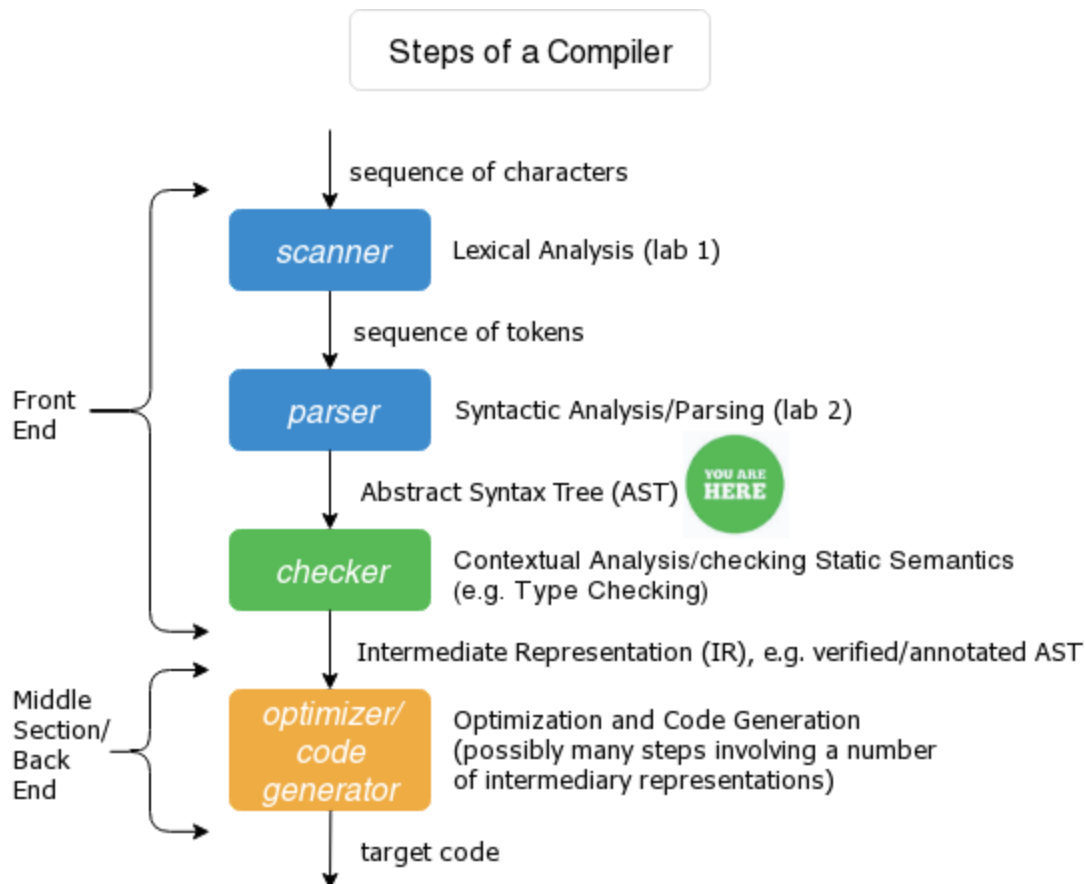 Steps of a Compiler
sequence of characters
scanner
Lexical Analysis (lab 1)
sequence of tokens
Front
End
parser
Syntactic Analysis/Parsing (lab 2)
Abstract Syntax Tree (AST)
YOU ARE
HERE
checker
Contextual Analysis/checking Static Semantics
(e.g. Type Checking)
Intermediate Representation (IR), e.g. verified/annotated AST
Middle
Section/
Back
End
optimizer/
code
generator
Optimization and Code Generation
(possibly many steps involving a number
of intermediary representations)
target code